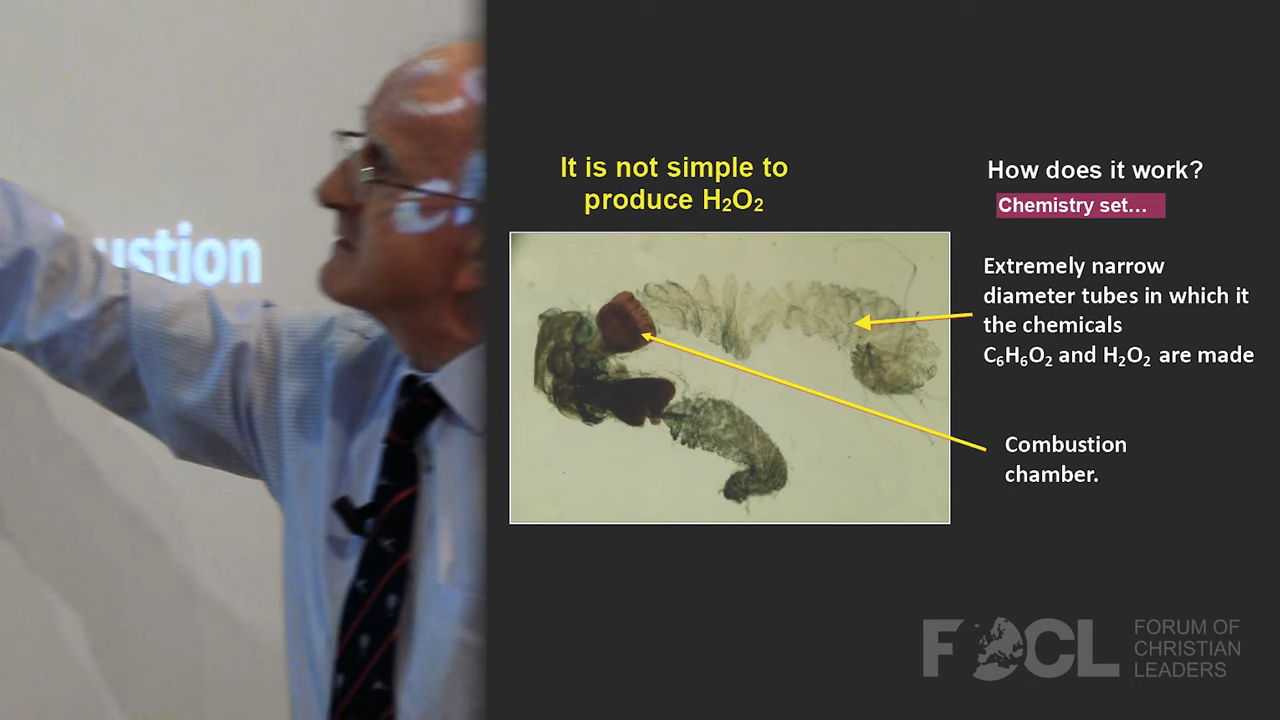 ustion
It is not simple to
produce H₂O₂
How does it work?
Chemistry set…
Extremely narrow
diameter tubes in which it
the chemicals
C₆H₆O₂ and H₂O₂ are made
Combustion
chamber.
FOCL
FORUM OF
CHRISTIAN
LEADERS